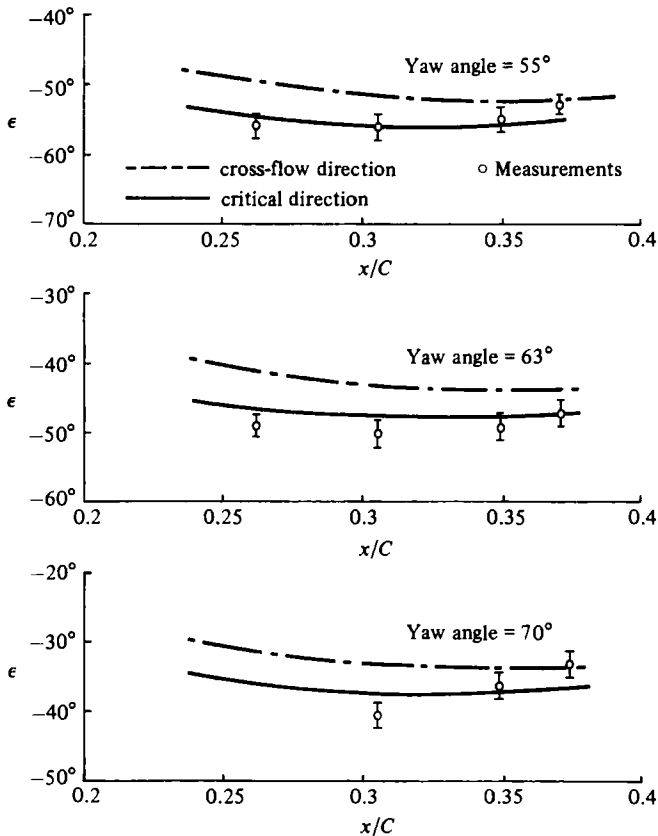 −40°
−50°
−60°
−70°
ϵ
Yaw angle = 55°
cross-flow direction
Measurements
critical direction
0.2 0.25 0.3 0.35 0.4
x/C
−30°
−40°
−50°
−60°
ϵ
Yaw angle = 63°
0.2 0.25 0.3 0.35 0.4
x/C
−20°
−30°
−40°
−50°
ϵ
Yaw angle = 70°
0.2 0.25 0.3 0.35 0.4
x/C